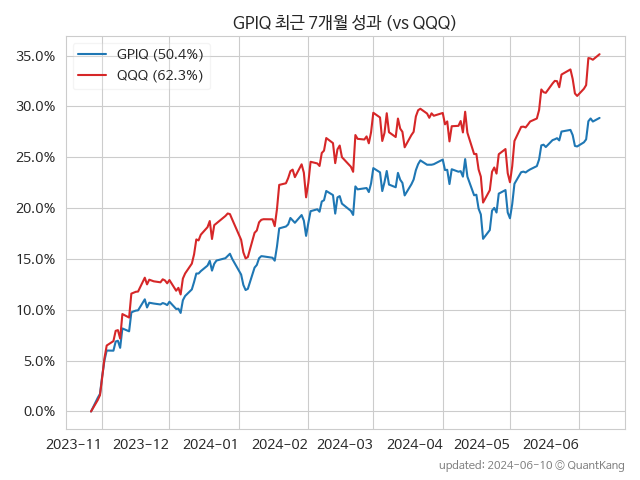 GPIQ 최근 7개월 성과 (vs QQQ)
GPIQ (50.4%)
QQQ (62.3%)
35.0%
30.0%
25.0%
20.0%
15.0%
10.0%
5.0%
0.0%
2023-11 2023-12 2024-01 2024-02 2024-03 2024-04 2024-05 2024-06
updated: 2024-06-10 © QuantKang